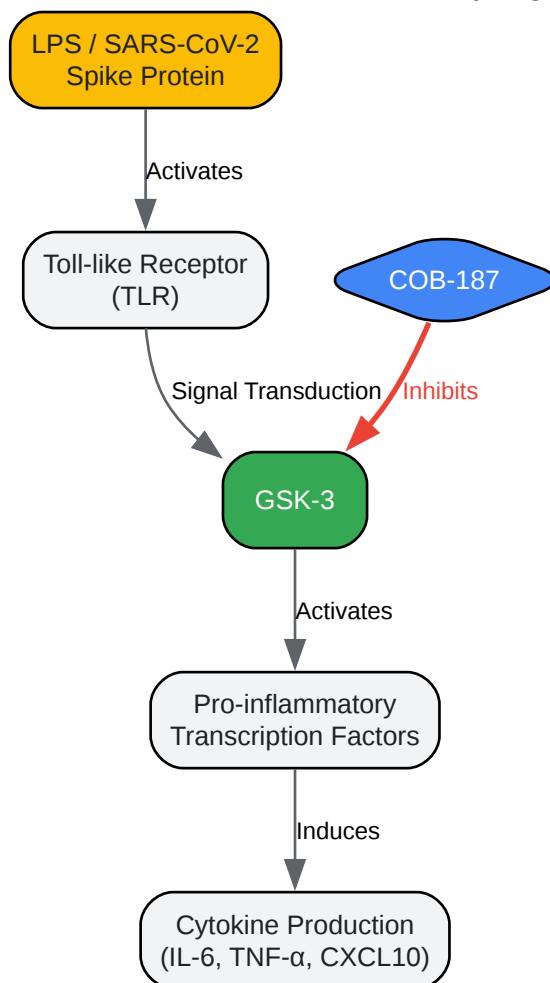 LPS / SARS-CoV-2
Spike Protein
Activates
Toll-like Receptor
(TLR)
COB-187
Signal Transduction
Inhibits
GSK-3
Activates
Pro-inflammatory
Transcription Factors
Induces
Cytokine Production
(IL-6, TNF-α, CXCL10)